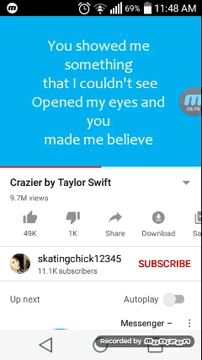 69% 11:48 AM
You showed me
something
that I couldn't see
Opened my eyes and
you
made me believe
Crazier by Taylor Swift
9.7M views
49K 1K Share Download
skatingchick12345 SUBSCRIBE
11.1K subscribers
Up next Autoplay
Messenger –
Recorded by